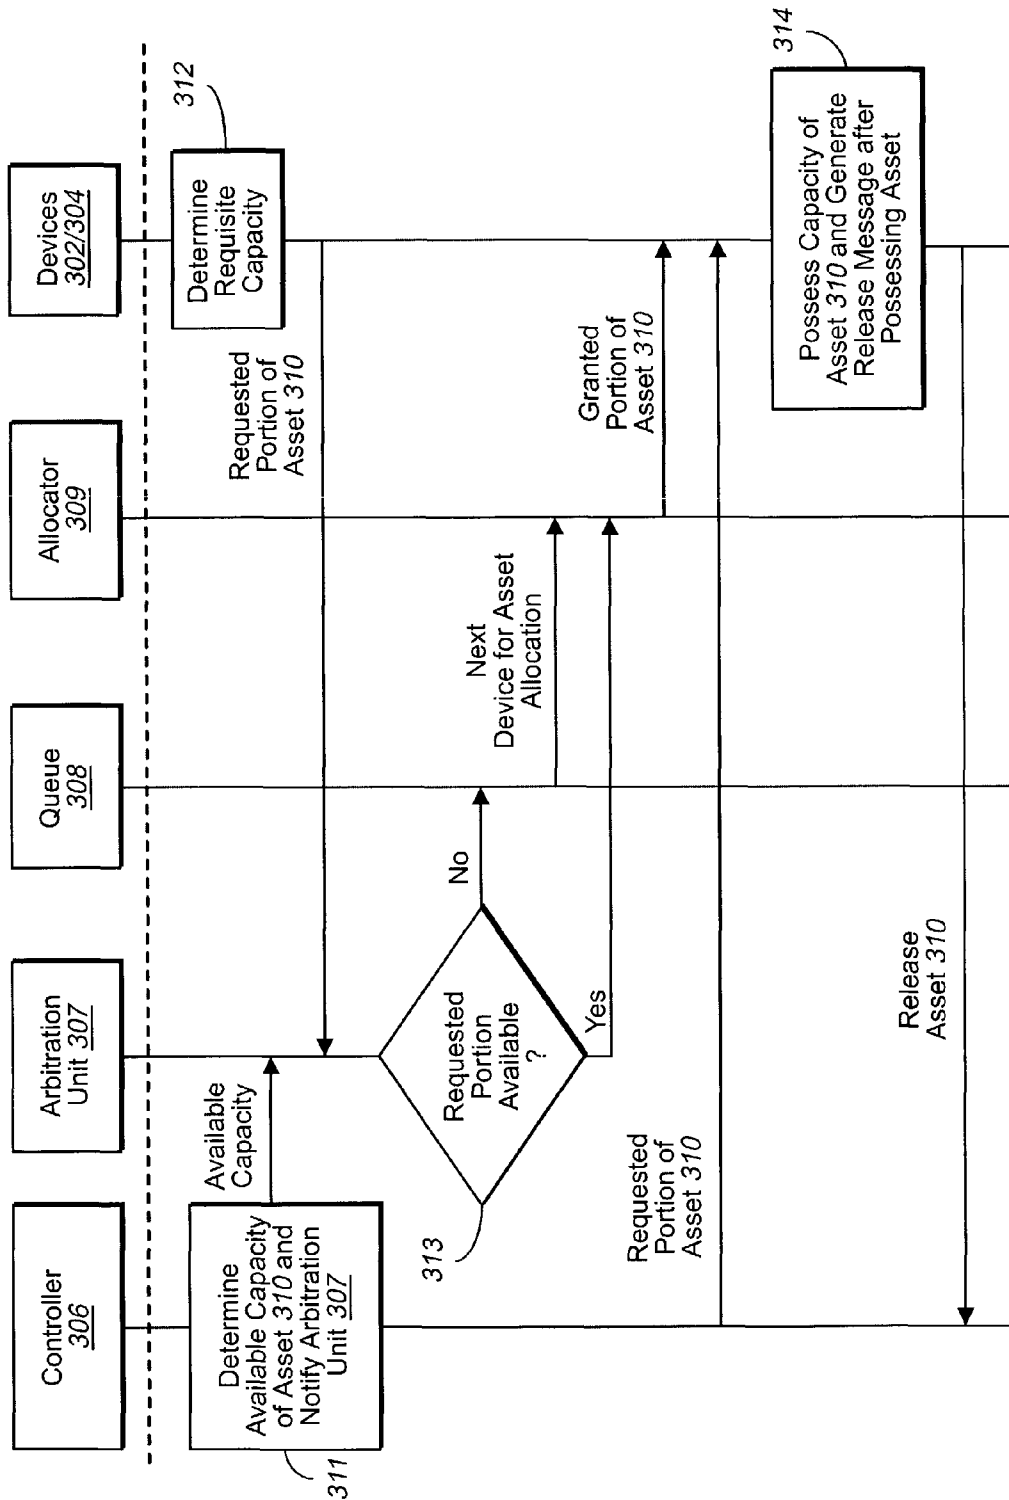 Controller
306
Arbitration
Unit 307
Queue
308
Allocator
309
Devices
302/304
312
Determine
Requisite
Capacity
311
Determine
Available Capacity
of Asset 310 and
Notify Arbitration
Unit 307
Available
Capacity
Requested
Portion of
Asset 310
313
Requested
Portion
Available
?
No
Yes
Next
Device for Asset
Allocation
Granted
Portion of
Asset 310
Requested
Portion of
Asset 310
314
Possess Capacity of
Asset 310 and Generate
Release Message after
Possessing Asset
Release
Asset 310